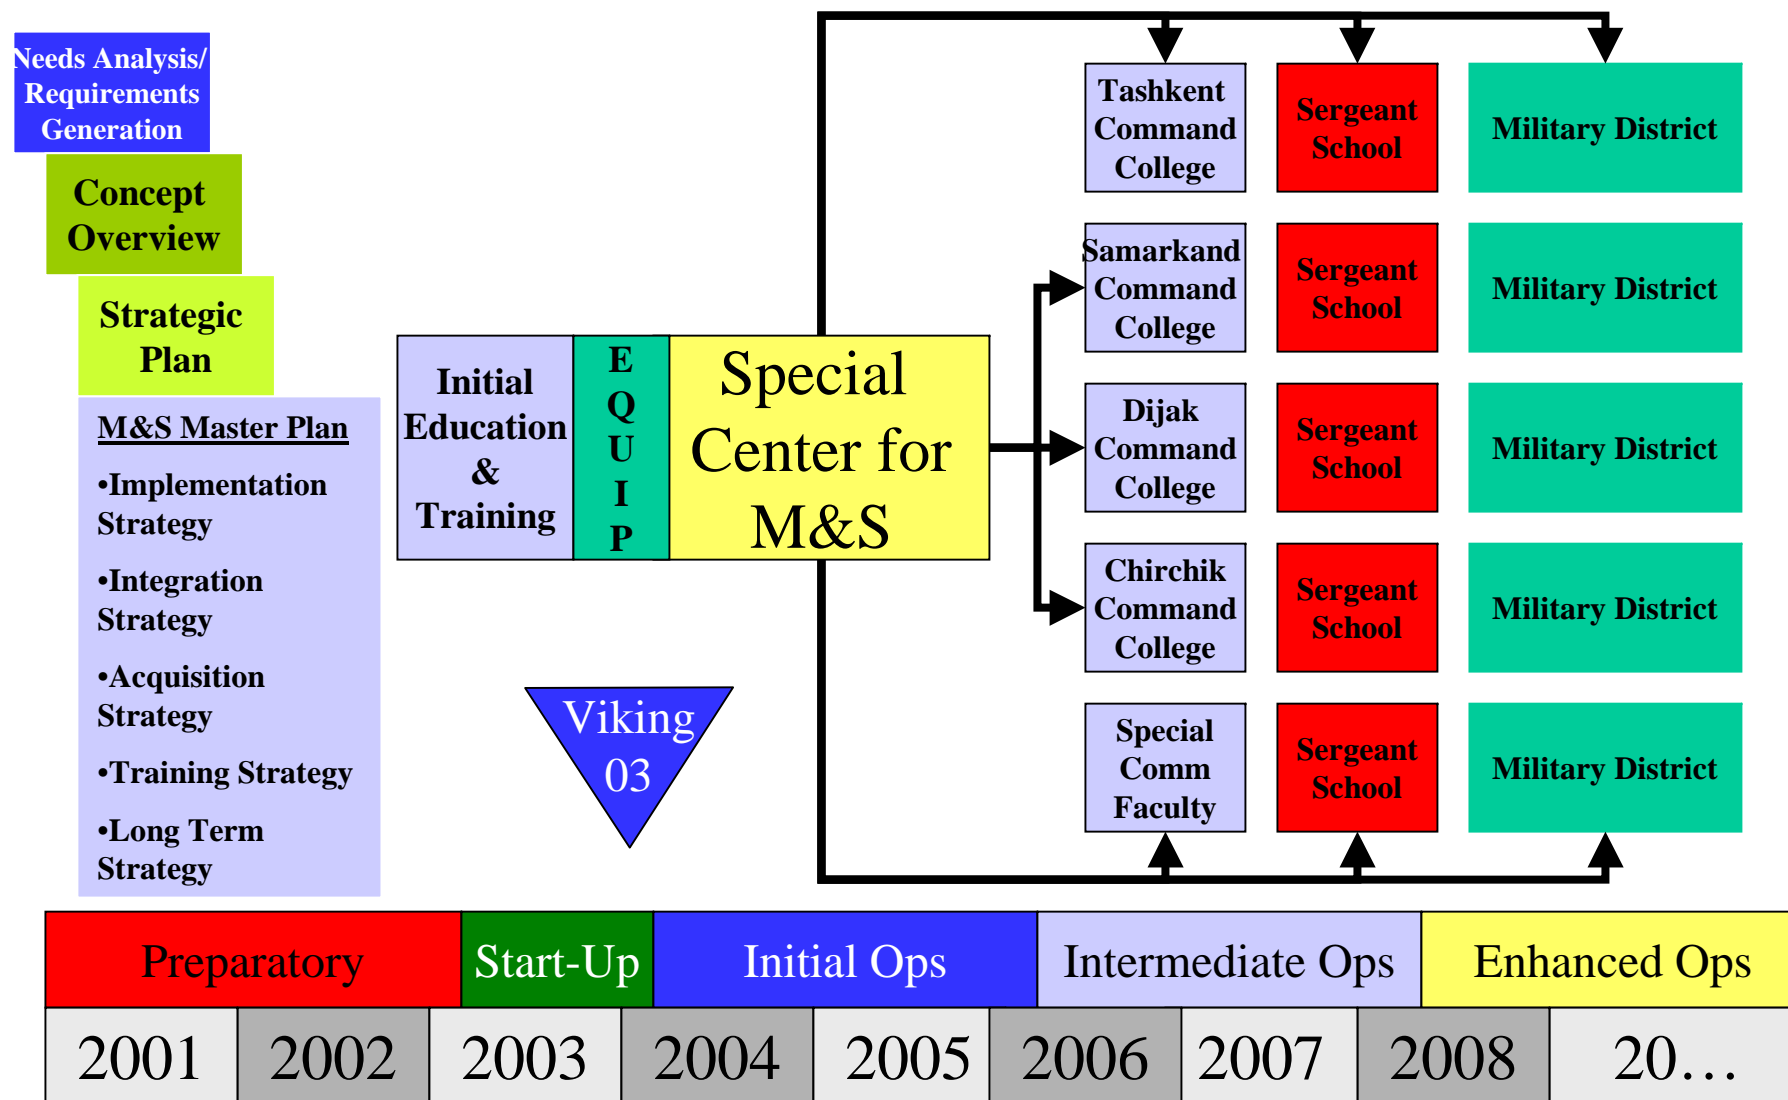 Needs Analysis/
Requirements
Generation
Concept
Overview
Strategic
Plan
M&S Master Plan
•Implementation
Strategy
•Integration
Strategy
•Acquisition
Strategy
•Training Strategy
•Long Term
Strategy
Initial
Education
&
Training
E
Q
U
I
P
Special
Center for
M&S
Viking
03
Tashkent
Command
College
Sergeant
School
Military District
Samarkand
Command
College
Sergeant
School
Military District
Dijak
Command
College
Sergeant
School
Military District
Chirchik
Command
College
Sergeant
School
Military District
Special
Comm
Faculty
Sergeant
School
Military District
Preparatory
Start-Up
Initial Ops
Intermediate Ops
Enhanced Ops
2001
2002
2003
2004
2005
2006
2007
2008
20…